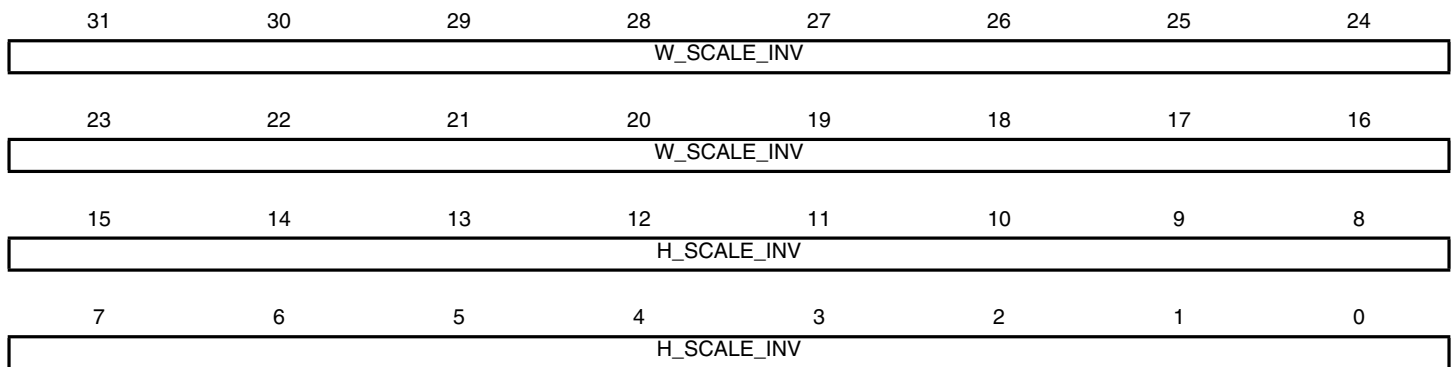 31 30 29 28 27 26 25 24
W_SCALE_INV
23 22 21 20 19 18 17 16
W_SCALE_INV
15 14 13 12 11 10 9 8
H_SCALE_INV
7 6 5 4 3 2 1 0
H_SCALE_INV